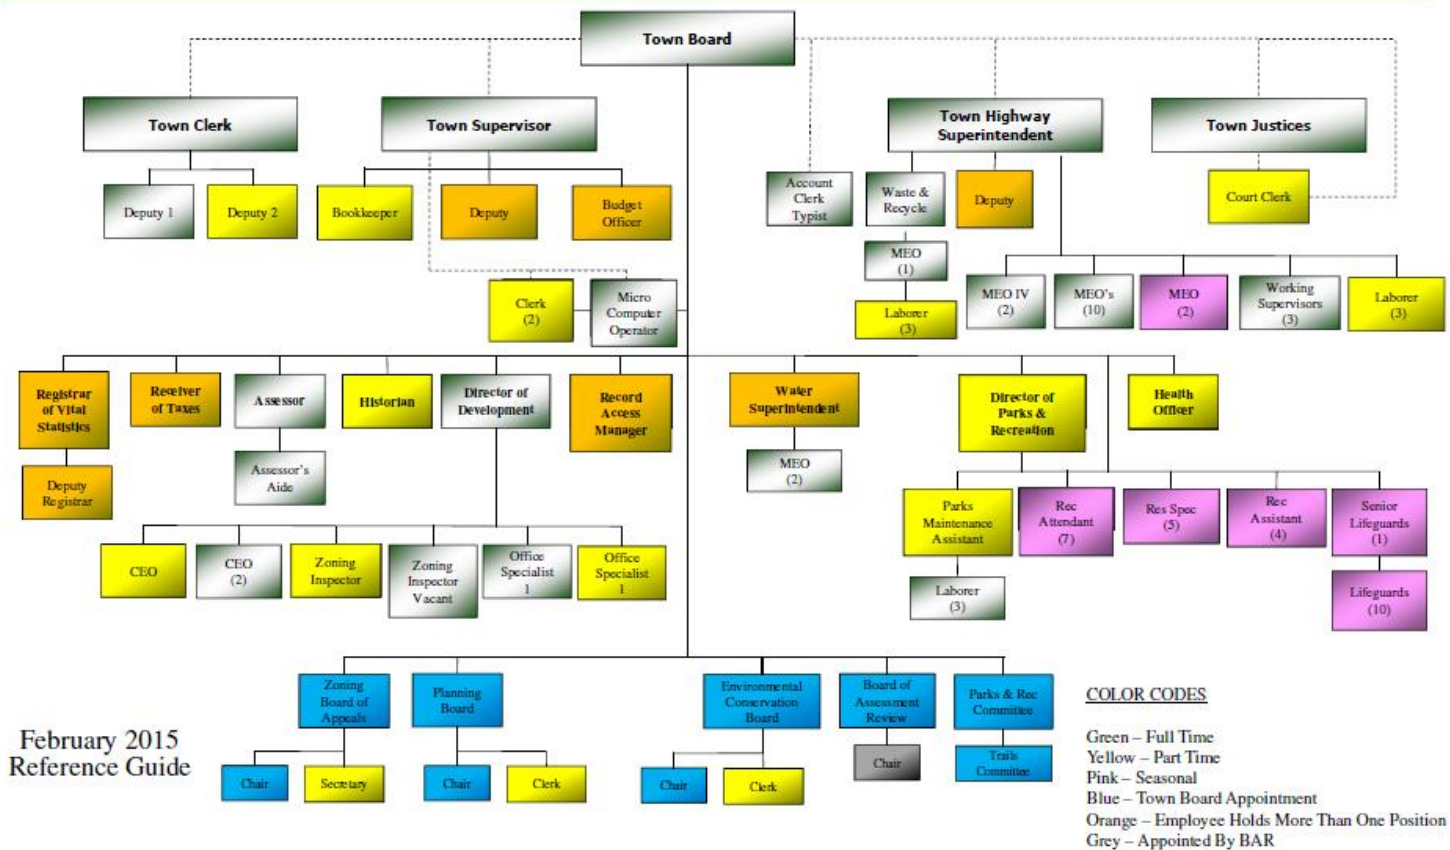 Town Board
Town Clerk
Town Supervisor
Town Highway
Superintendent
Town Justices
Deputy 1
Deputy 2
Bookkeeper
Deputy
Budget
Officer
Account
Clerk
Typist
Waste &
Recycle
Deputy
Court Clerk
MEO
(1)
Laborer
(3)
MEO IV
(2)
MEO's
(10)
MEO
(2)
Working
Supervisors
(3)
Laborer
(3)
Clerk
(2)
Micro
Computer
Operator
Registrar
of Vital
Statistics
Receiver
of Taxes
Assessor
Historian
Director of
Development
Record
Access
Manager
Water
Superintendent
Director of
Parks &
Recreation
Health
Officer
Deputy
Registrar
Assessor's
Aide
MEO
(2)
Parks
Maintenance
Assistant
Rec
Attendant
(7)
Res Spec
(5)
Rec
Assistant
(4)
Senior
Lifeguards
(1)
CEO
CEO
(2)
Zoning
Inspector
Zoning
Inspector
Vacant
Office
Specialist
1
Office
Specialist
1
Laborer
(3)
Lifeguards
(10)
Zoning
Board of
Appeals
Planning
Board
Environmental
Conservation
Board
Board of
Assessment
Review
Parks & Rec
Committee
Chair
Secretary
Chair
Clerk
Chair
Clerk
Chair
Trails
Committee
February 2015
Reference Guide
COLOR CODES
Green – Full Time
Yellow – Part Time
Pink – Seasonal
Blue – Town Board Appointment
Orange – Employee Holds More Than One Position
Grey – Appointed By BAR